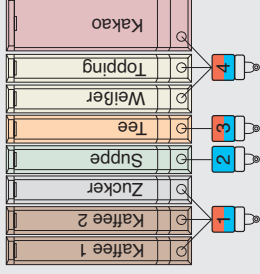 Kaffee 1
Kaffee 2
Zucker
Suppe
Tee
Weißer
Topping
Kakao
1
2
3
4